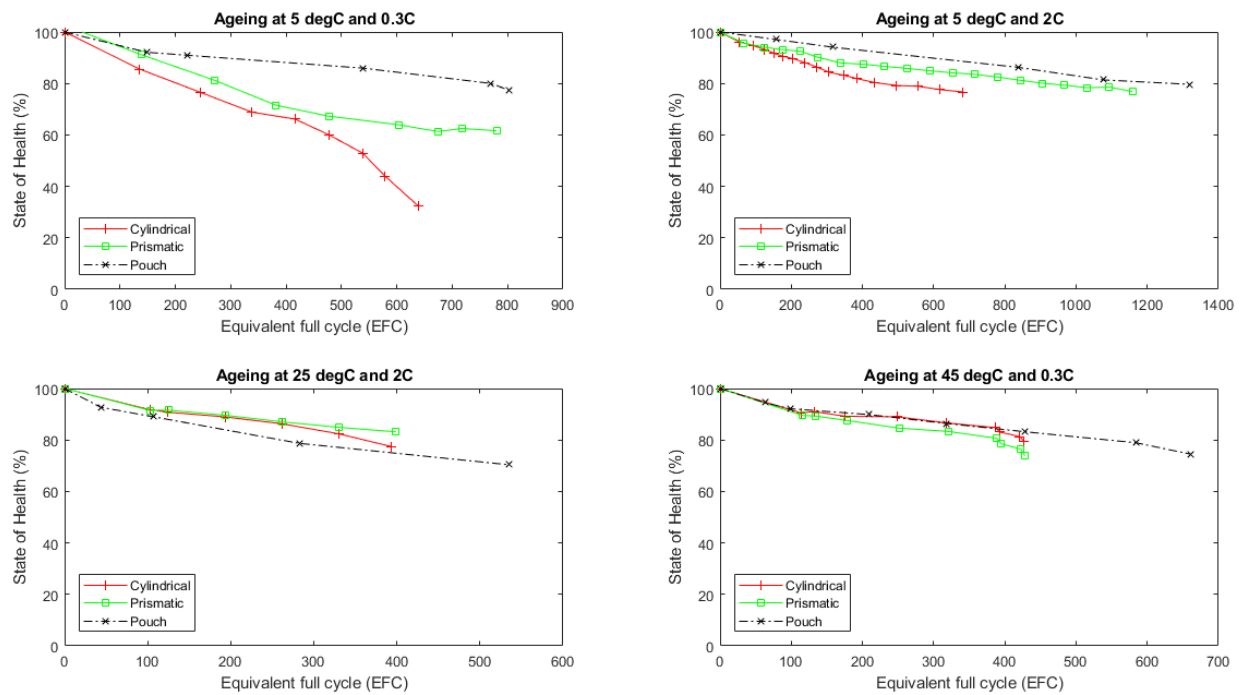 Ageing at 5 degC and 0.3C
100
80
60
40
20
0
State of Health (%)
Cylindrical
Prismatic
Pouch
0 100 200 300 400 500 600 700 800 900
Equivalent full cycle (EFC)
Ageing at 5 degC and 2C
100
80
60
40
20
0
State of Health (%)
Cylindrical
Prismatic
Pouch
0 200 400 600 800 1000 1200 1400
Equivalent full cycle (EFC)
Ageing at 25 degC and 2C
100
80
60
40
20
0
State of Health (%)
Cylindrical
Prismatic
Pouch
0 100 200 300 400 500 600
Equivalent full cycle (EFC)
Ageing at 45 degC and 0.3C
100
80
60
40
20
0
State of Health (%)
Cylindrical
Prismatic
Pouch
0 100 200 300 400 500 600 700
Equivalent full cycle (EFC)